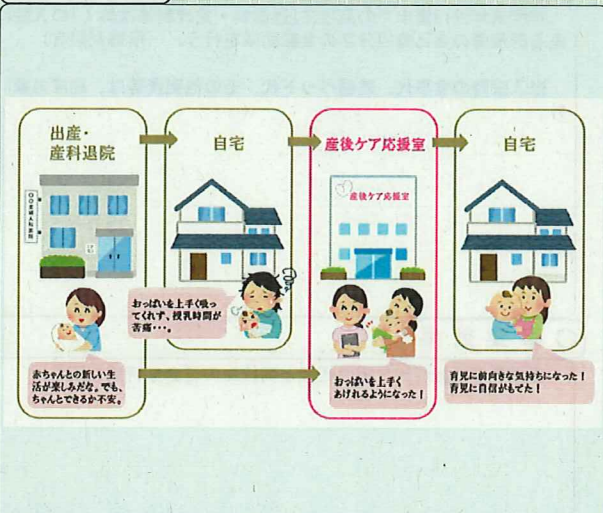 出産・
産科退院
自宅
産後ケア応援室
自宅
産後ケア応援室
おっぱいを上手く吸っ
てくれず、授乳時間が
苦痛・・・。
赤ちゃんとの新しい生
活が楽しみだな。でも、
ちゃんとできるか不安。
おっぱいを上手く
あげれるようになった！
育児に前向きな気持ちになった！
育児に自信がもてた！